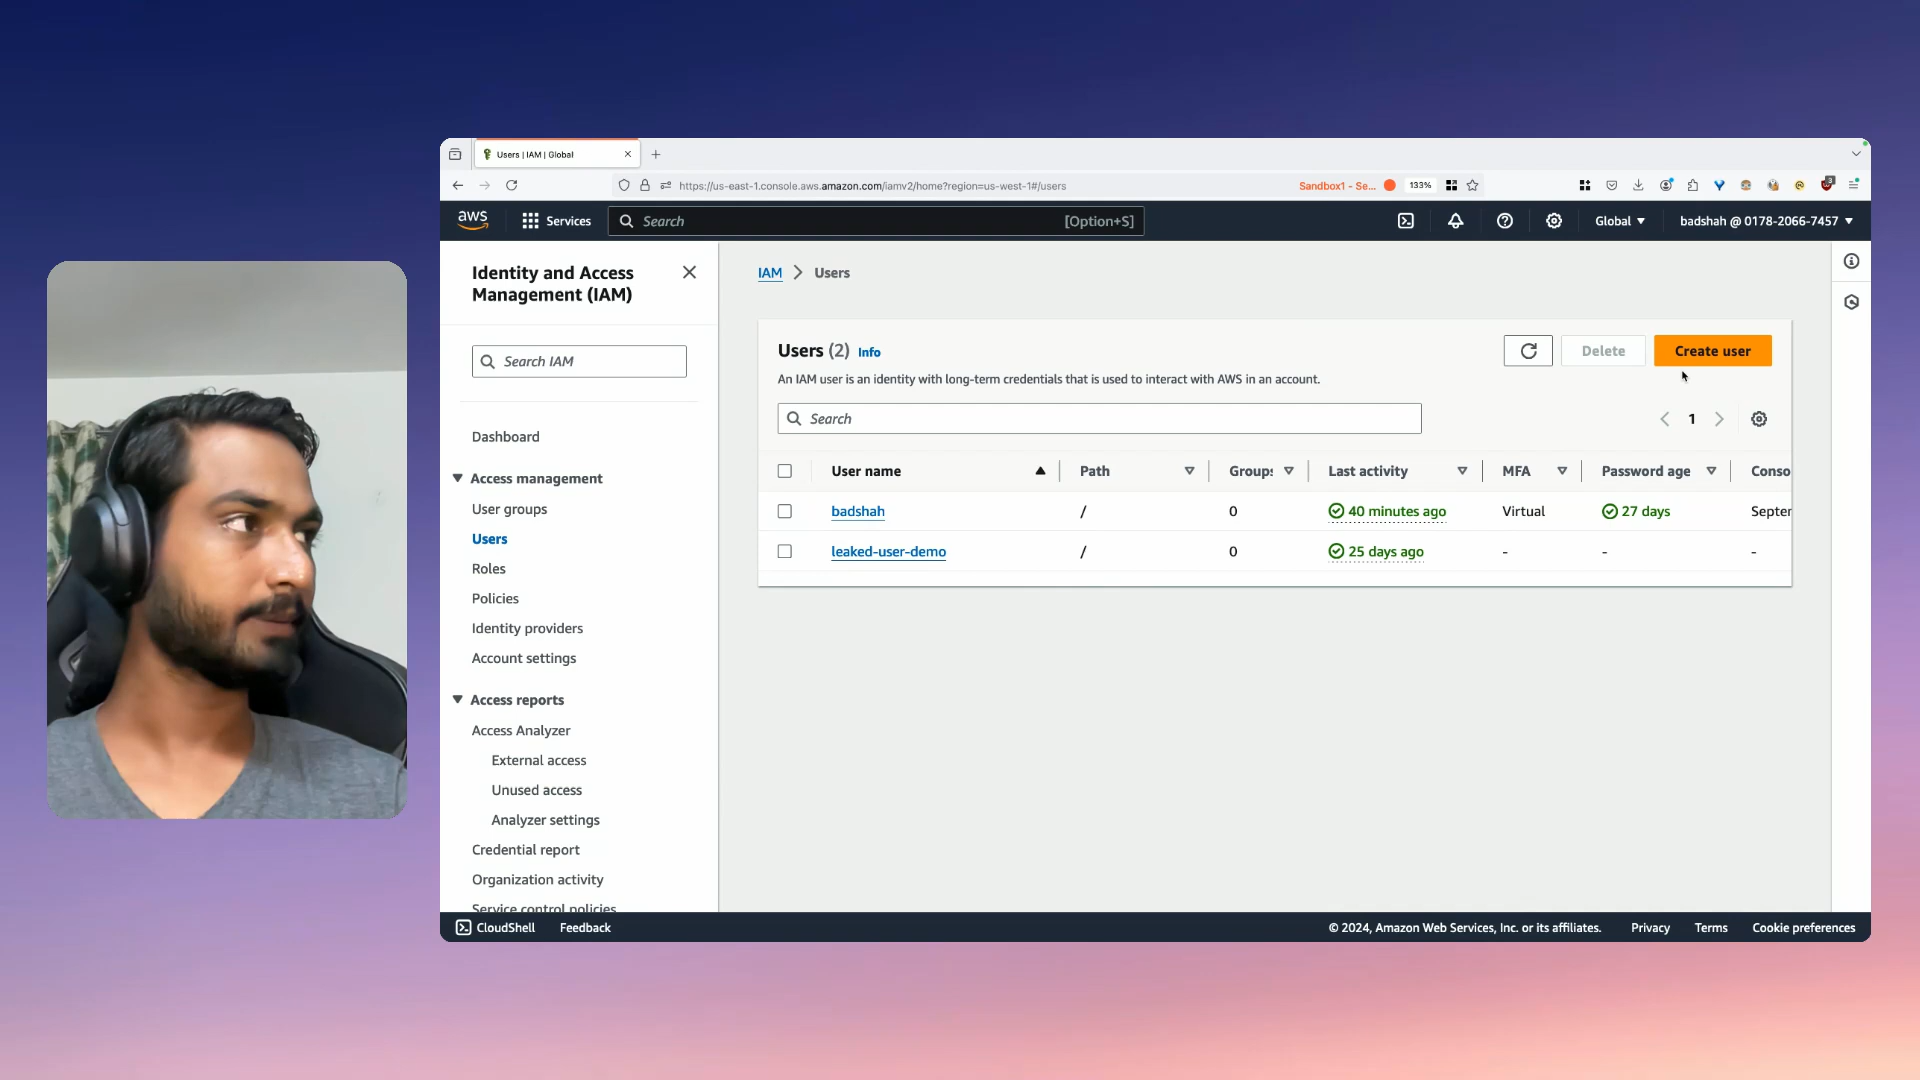 Users | IAM | Global
https://us-east-1.console.aws.amazon.com/iamv2/home?region=us-west-1#/users
Sandbox1 - Se...
133%
3
aws
Services
Search
[Option+S]
Global
badshah @ 0178-2066-7457
Identity and Access
Management (IAM)
Search IAM
Dashboard
Access management
User groups
Users
Roles
Policies
Identity providers
Account settings
Access reports
Access Analyzer
External access
Unused access
Analyzer settings
Credential report
Organization activity
Service control policies
IAM > Users
Users (2) Info
Delete
Create user
An IAM user is an identity with long-term credentials that is used to interact with AWS in an account.
Search
1
User name Path Groups Last activity MFA Password age Conso
badshah / 0 40 minutes ago Virtual 27 days Septer
leaked-user-demo / 0 25 days ago - - -
CloudShell Feedback © 2024, Amazon Web Services, Inc. or its affiliates. Privacy Terms Cookie preferences